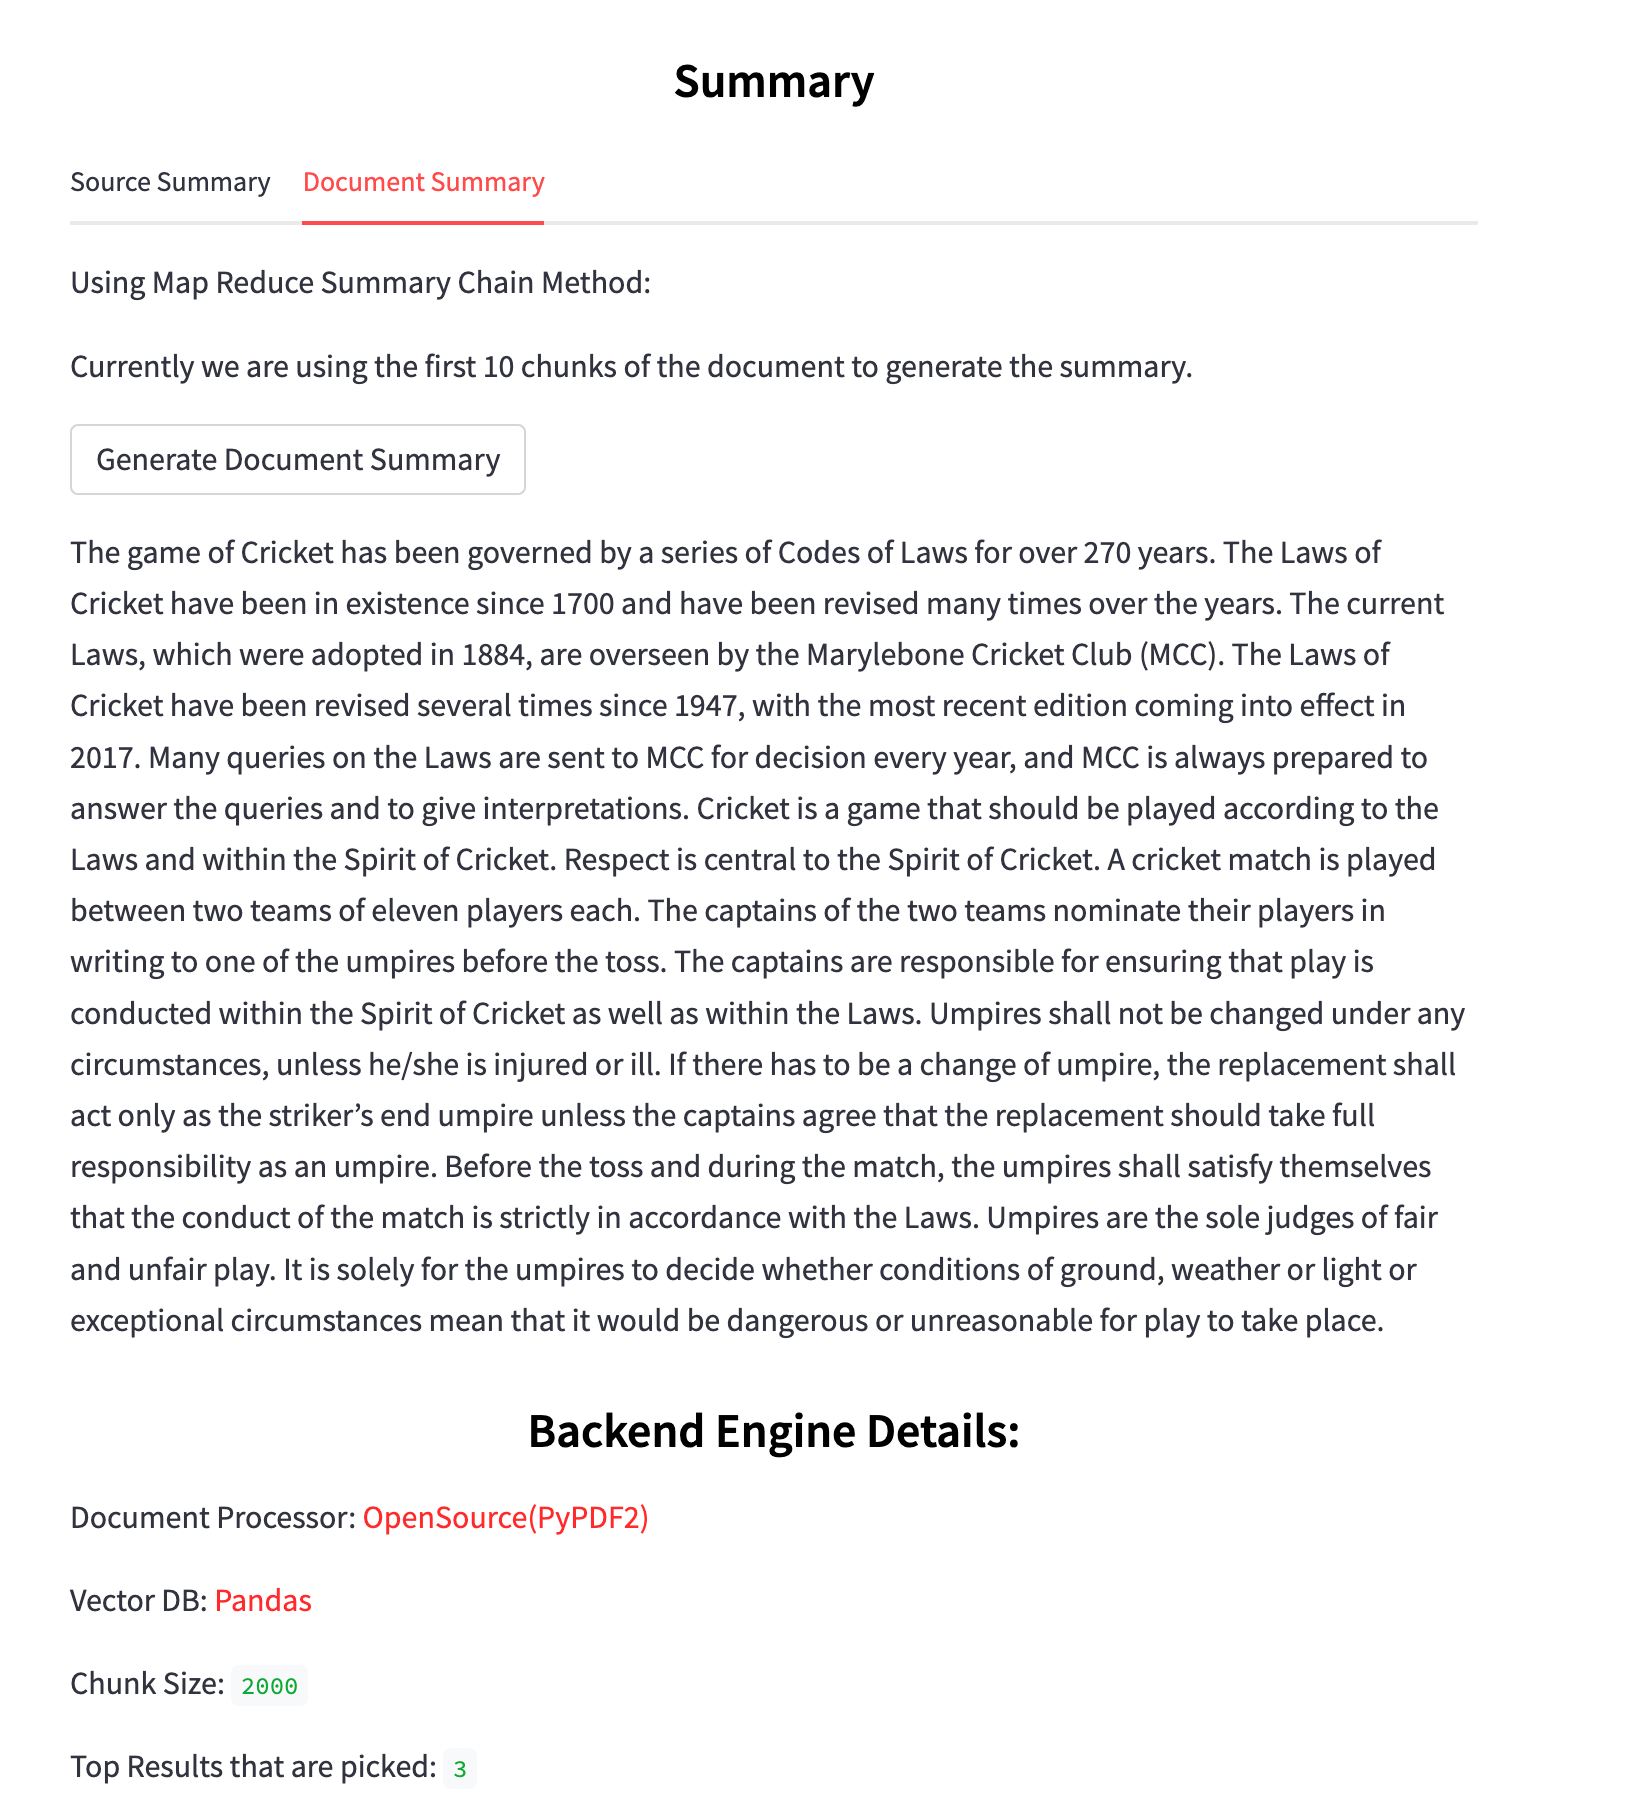 Summary
Source Summary Document Summary
Using Map Reduce Summary Chain Method:
Currently we are using the first 10 chunks of the document to generate the summary.
Generate Document Summary
The game of Cricket has been governed by a series of Codes of Laws for over 270 years. The Laws of
Cricket have been in existence since 1700 and have been revised many times over the years. The current
Laws, which were adopted in 1884, are overseen by the Marylebone Cricket Club (MCC). The Laws of
Cricket have been revised several times since 1947, with the most recent edition coming into effect in
2017. Many queries on the Laws are sent to MCC for decision every year, and MCC is always prepared to
answer the queries and to give interpretations. Cricket is a game that should be played according to the
Laws and within the Spirit of Cricket. Respect is central to the Spirit of Cricket. A cricket match is played
between two teams of eleven players each. The captains of the two teams nominate their players in
writing to one of the umpires before the toss. The captains are responsible for ensuring that play is
conducted within the Spirit of Cricket as well as within the Laws. Umpires shall not be changed under any
circumstances, unless he/she is injured or ill. If there has to be a change of umpire, the replacement shall
act only as the striker’s end umpire unless the captains agree that the replacement should take full
responsibility as an umpire. Before the toss and during the match, the umpires shall satisfy themselves
that the conduct of the match is strictly in accordance with the Laws. Umpires are the sole judges of fair
and unfair play. It is solely for the umpires to decide whether conditions of ground, weather or light or
exceptional circumstances mean that it would be dangerous or unreasonable for play to take place.
Backend Engine Details:
Document Processor: OpenSource(PyPDF2)
Vector DB: Pandas
Chunk Size: 2000
Top Results that are picked: 3